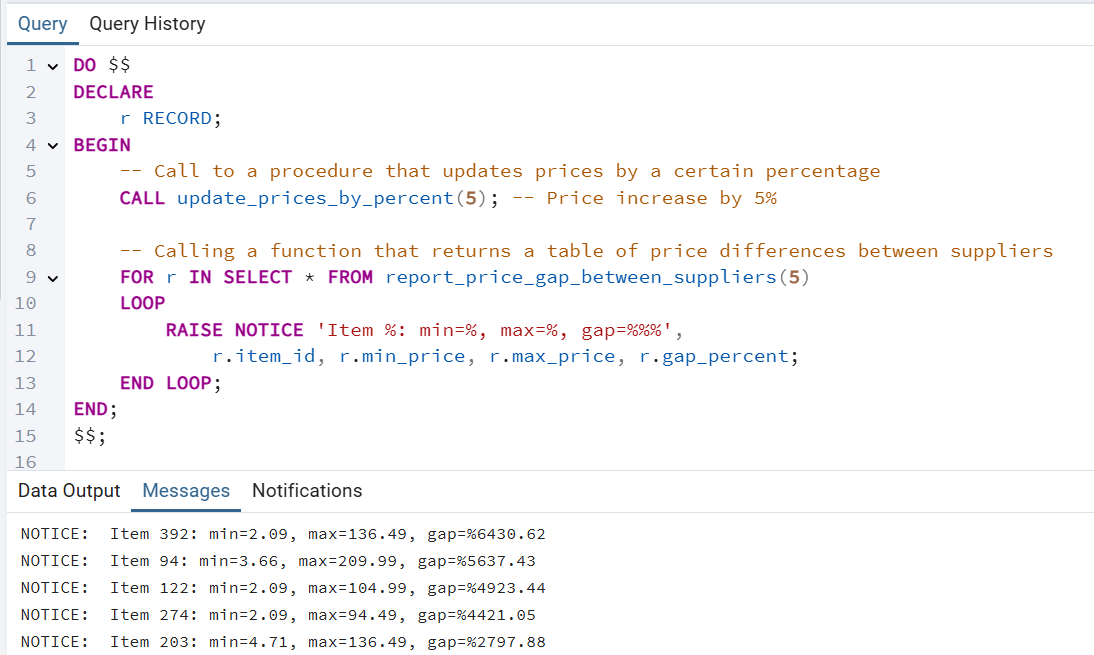 Query Query History
1 DO $$
2 DECLARE
3 r RECORD;
4 BEGIN
5 -- Call to a procedure that updates prices by a certain percentage
6 CALL update_prices_by_percent(5); -- Price increase by 5%
7
8 -- Calling a function that returns a table of price differences between suppliers
9 FOR r IN SELECT * FROM report_price_gap_between_suppliers(5)
10 LOOP
11 RAISE NOTICE 'Item %: min=%, max=%, gap=%%%',
12 r.item_id, r.min_price, r.max_price, r.gap_percent;
13 END LOOP;
14 END;
15 $$;
16
Data Output Messages Notifications
NOTICE: Item 392: min=2.09, max=136.49, gap=%6430.62
NOTICE: Item 94: min=3.66, max=209.99, gap=%5637.43
NOTICE: Item 122: min=2.09, max=104.99, gap=%4923.44
NOTICE: Item 274: min=2.09, max=94.49, gap=%4421.05
NOTICE: Item 203: min=4.71, max=136.49, gap=%2797.88